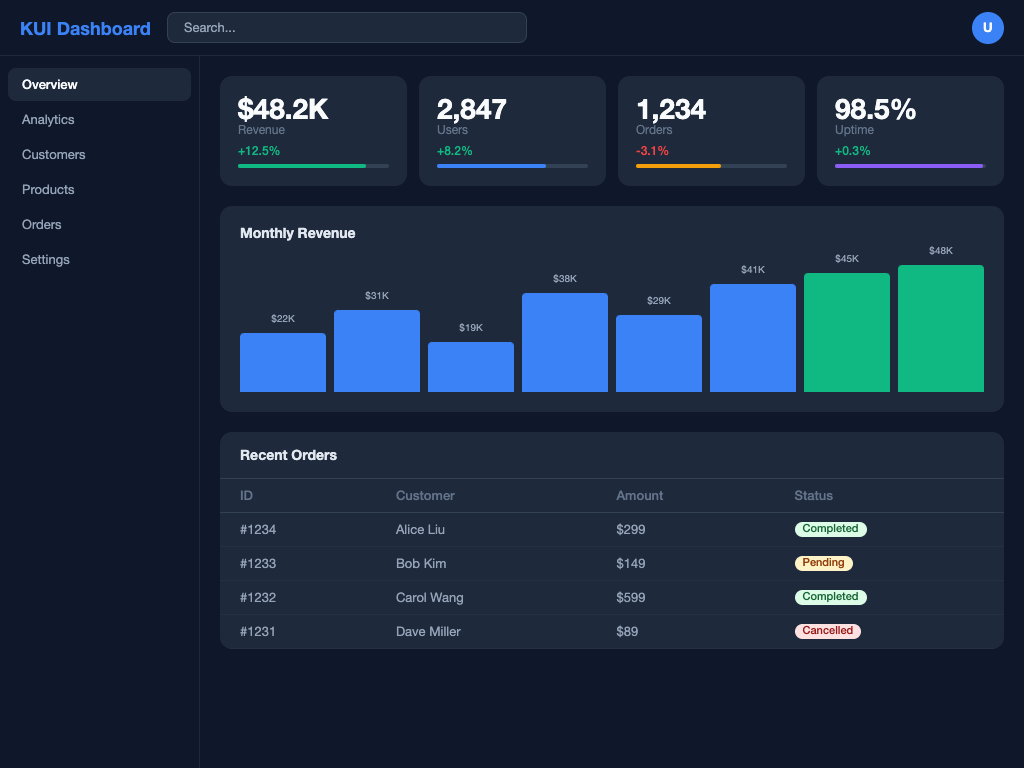 KUI Dashboard
Search...
U
Overview
Analytics
Customers
Products
Orders
Settings
$48.2K
Revenue
+12.5%
2,847
Users
+8.2%
1,234
Orders
-3.1%
98.5%
Uptime
+0.3%
Monthly Revenue
$22K
$31K
$19K
$38K
$29K
$41K
$45K
$48K
Recent Orders
ID Customer Amount Status
#1234 Alice Liu $299 Completed
#1233 Bob Kim $149 Pending
#1232 Carol Wang $599 Completed
#1231 Dave Miller $89 Cancelled